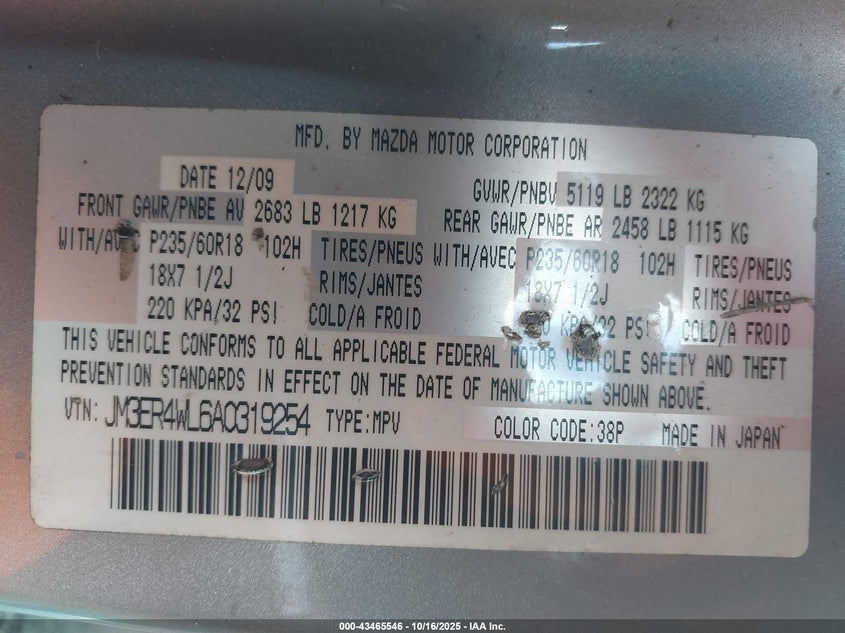 MFD. BY MAZDA MOTOR CORPORATION
DATE 12/09
GVWR/PNBV 5119 LB 2322 KG
FRONT GAWR/PNBE AV 2683 LB 1217 KG
REAR GAWR/PNBE AR 2458 LB 1115 KG
WITH/AVEC P235/60R18 102H TIRES/PNEUS WITH/AVEC P235/60R18 102H TIRES/PNEUS
18X7 1/2J RIMS/JANTES 18X7 1/2J RIMS/JANTES
220 KPA/32 PSI COLD/A FROID KPA/32 PSI COLD/A FROID
THIS VEHICLE CONFORMS TO ALL APPLICABLE FEDERAL MOTOR VEHICLE SAFETY AND THEFT
PREVENTION STANDARDS IN EFFECT ON THE DATE OF MANUFACTURE SHOWN ABOVE.
VIN: JM3ER4WL6A0319254 TYPE:MPV COLOR CODE:38P MADE IN JAPAN
000-43465546 - 10/16/2025 - IAA Inc.